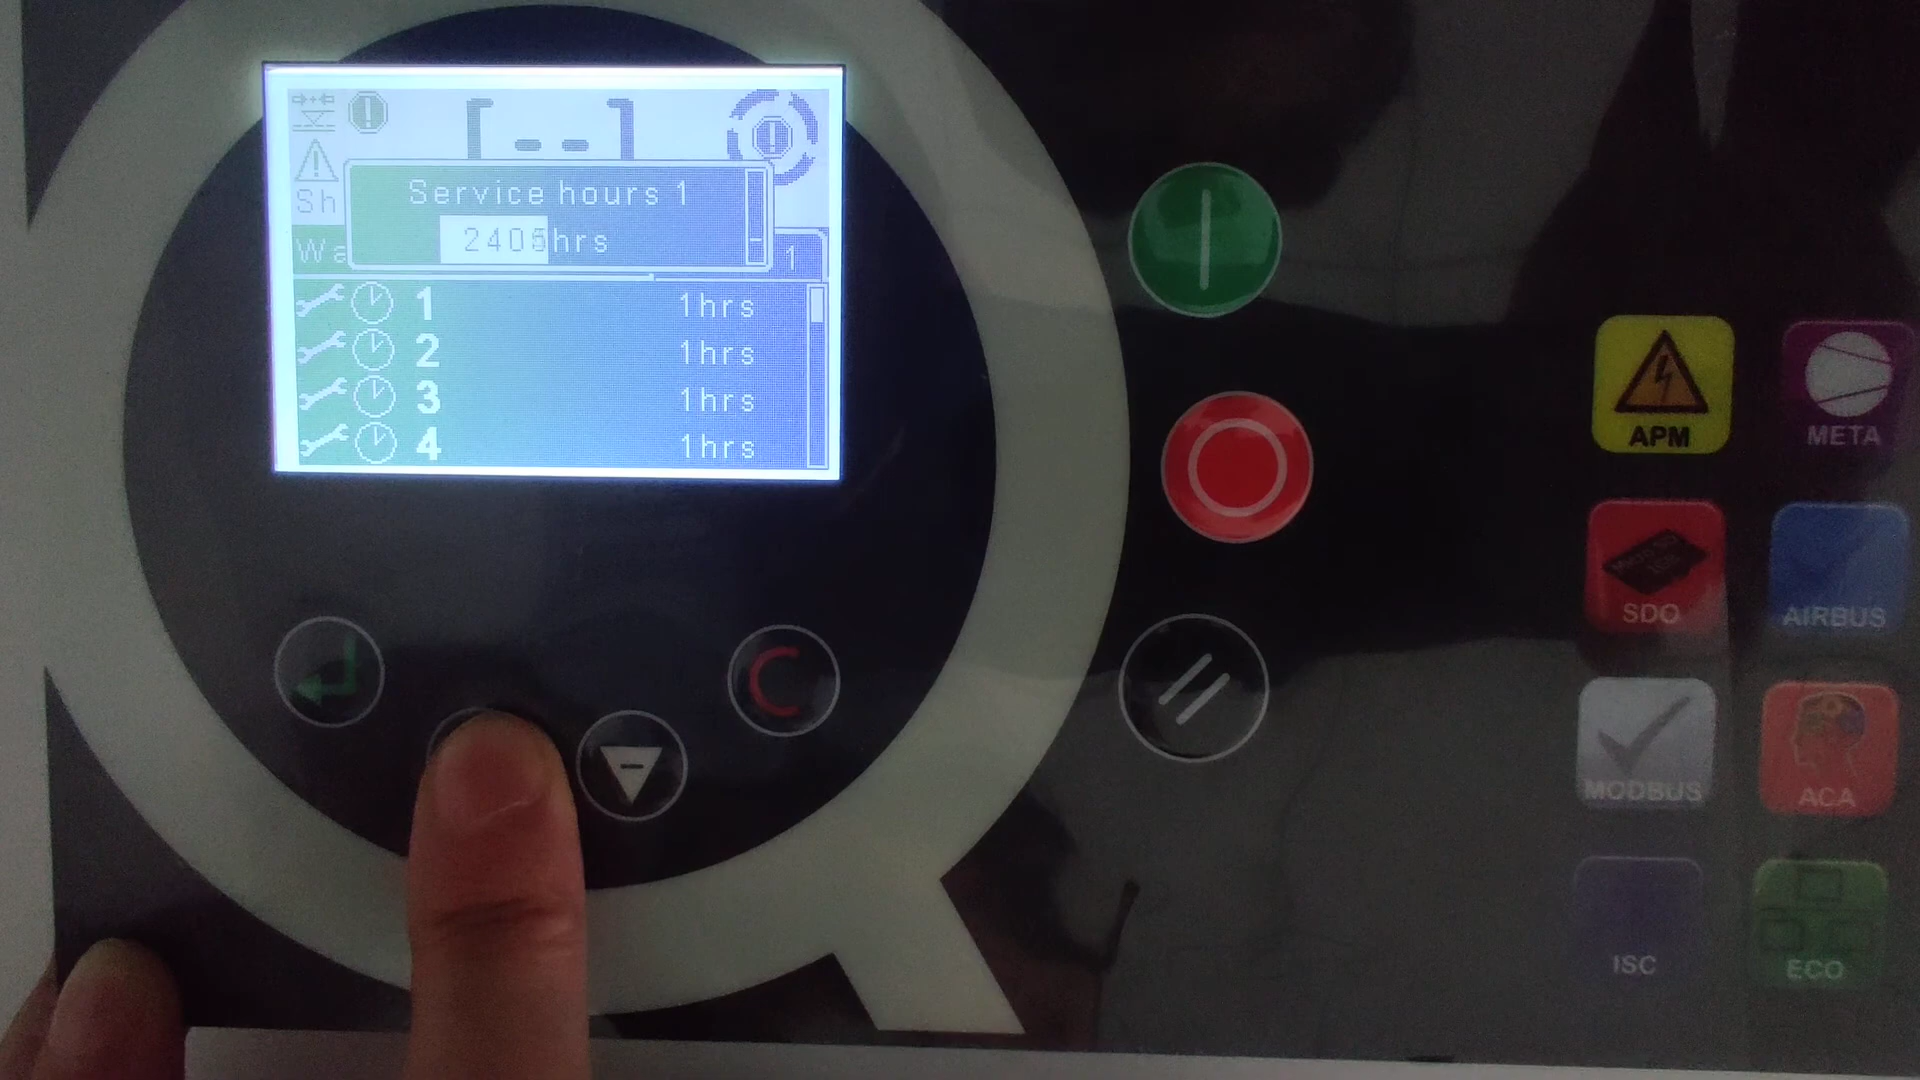 [--]
Sh
Service hours 1
2405hrs
Wa
1
1 1hrs
2 1hrs
3 1hrs
4 1hrs
APM
META
SDO
AIRBUS
MODBUS
ACA
ISC
ECO